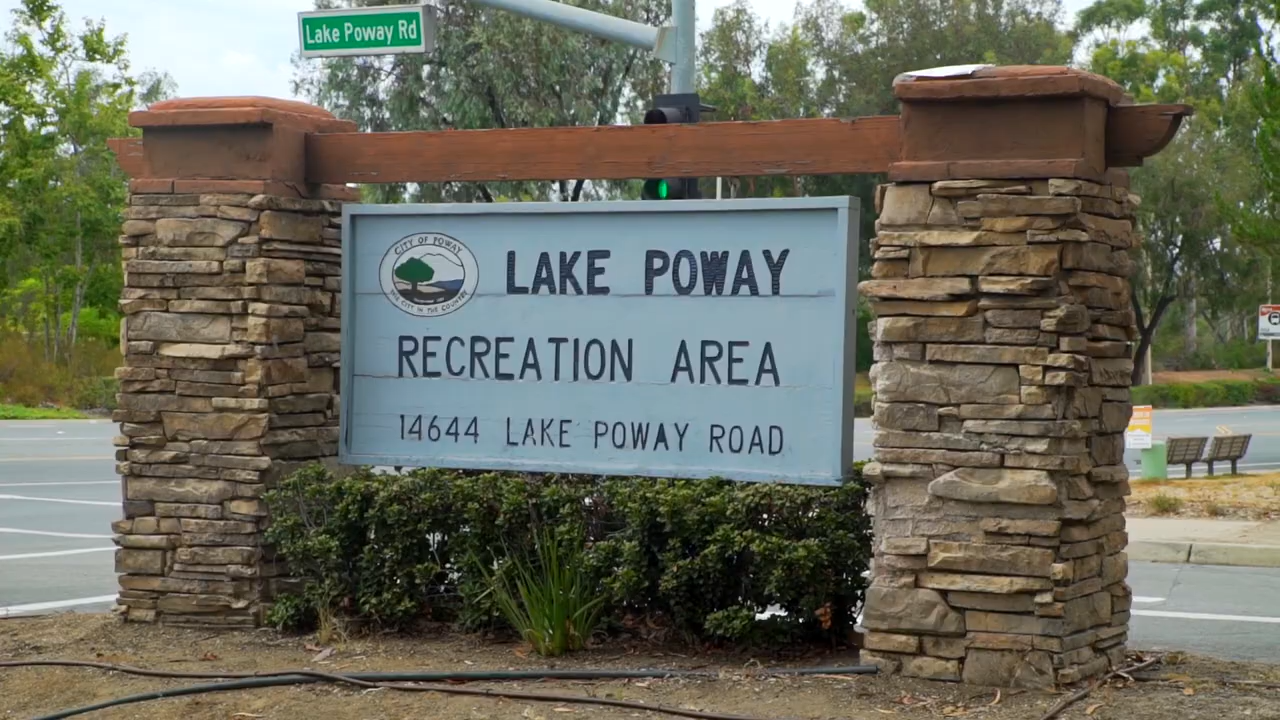 Lake Poway Rd
CITY OF POWAY
THE CITY IN THE COUNTRY
LAKE POWAY
RECREATION AREA
14644 LAKE POWAY ROAD